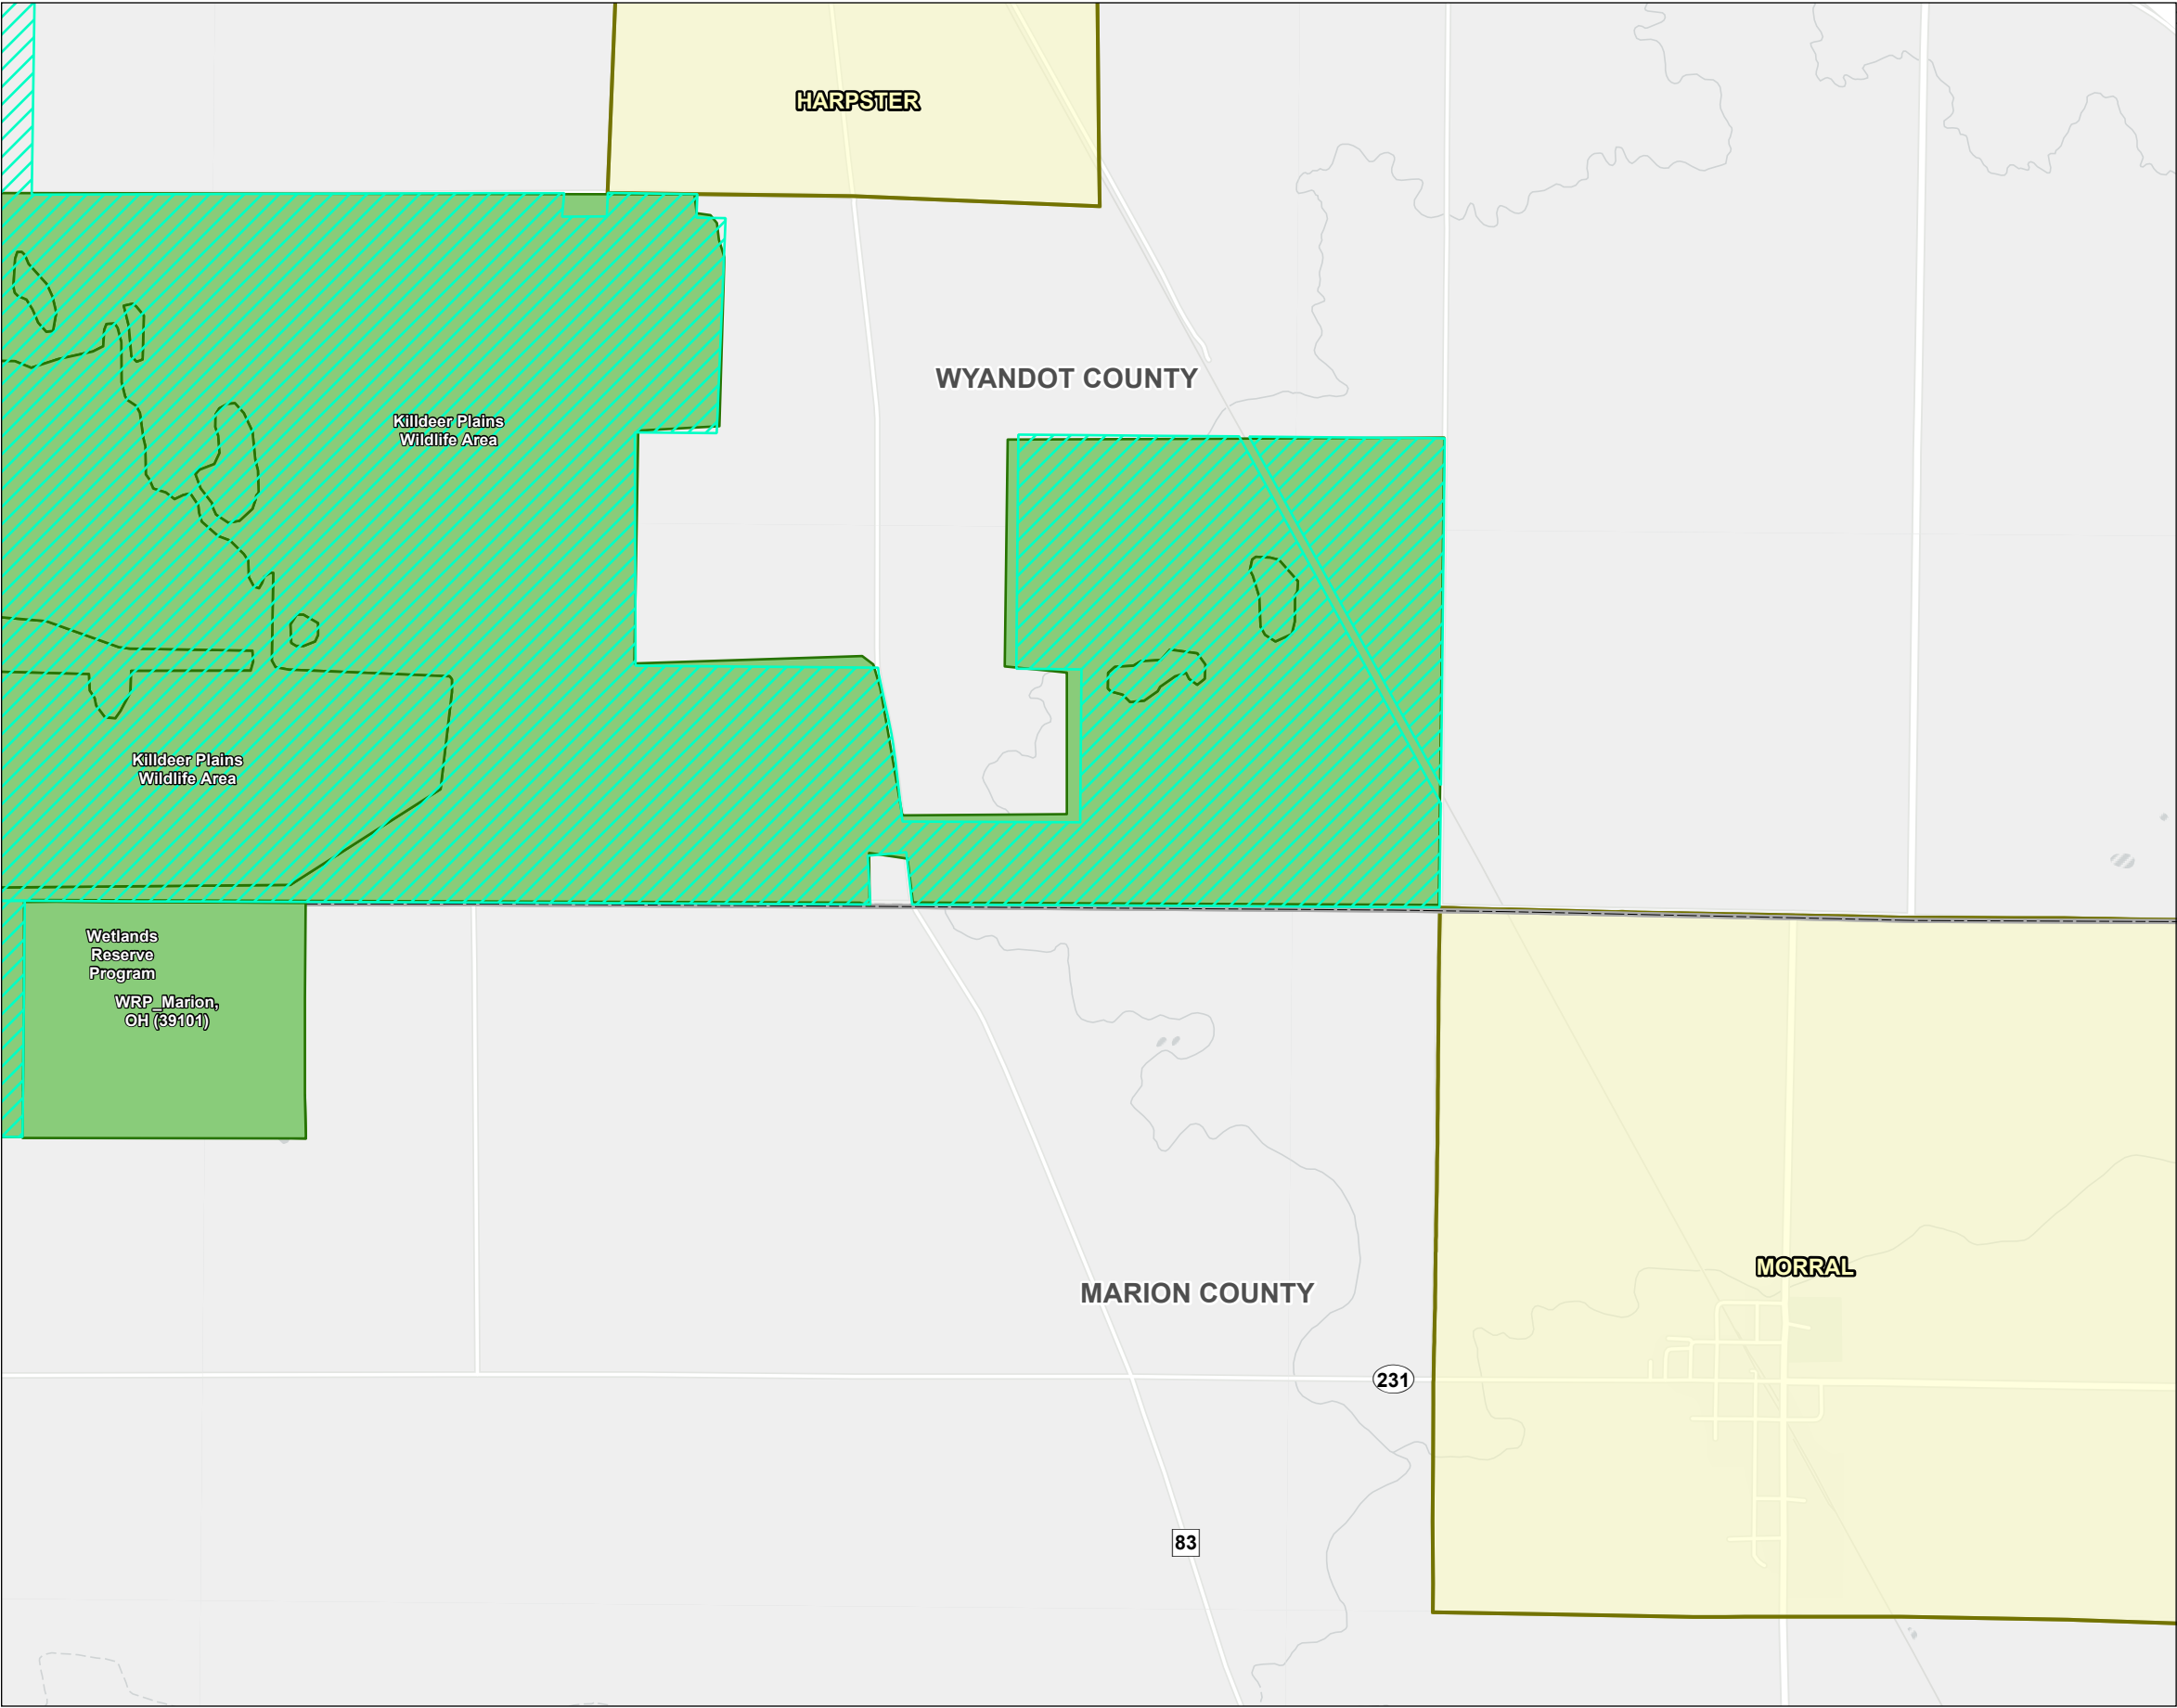 HARPSTER
WYANDOT COUNTY
Killdeer Plains
Wildlife Area
Killdeer Plains
Wildlife Area
Wetlands
Reserve
Program
WRP_Marion,
OH (39101)
MORRAL
MARION COUNTY
231
83